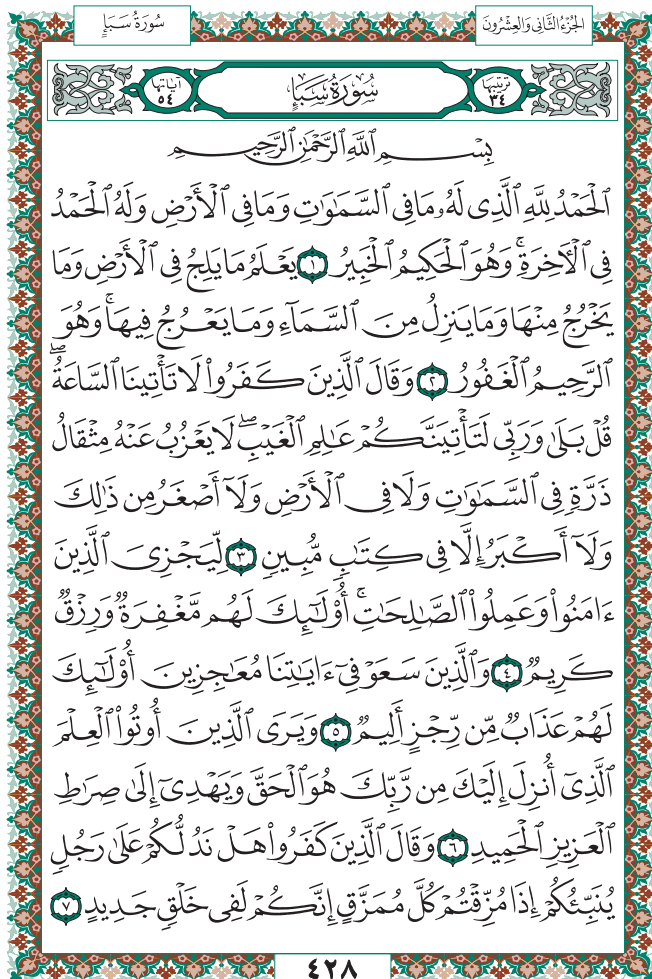 سُورَةُ سَبَإٍ
الجُزْءُ الثَّانِي وَالعِشْرُونَ
ترتيبها ٣٤
سُورَةُ سَبَإٍ
آياتها ٥٤
بِسْمِ ٱللَّهِ ٱلرَّحْمَٰنِ ٱلرَّحِيمِ
ٱلْحَمْدُ لِلَّهِ ٱلَّذِى لَهُۥ مَا فِى ٱلسَّمَٰوَٰتِ وَمَا فِى ٱلْأَرْضِ وَلَهُ ٱلْحَمْدُ
فِى ٱلْأَخِرَةِۚ وَهُوَ ٱلْحَكِيمُ ٱلْخَبِيرُ ١ يَعْلَمُ مَا يَلِجُ فِى ٱلْأَرْضِ وَمَا
يَخْرُجُ مِنْهَا وَمَا يَنزِلُ مِنَ ٱلسَّمَآءِ وَمَا يَعْرُجُ فِيهَاۚ وَهُوَ
ٱلرَّحِيمُ ٱلْغَفُورُ ٢ وَقَالَ ٱلَّذِينَ كَفَرُوا۟ لَا تَأْتِينَا ٱلسَّاعَةُۖ
قُلْ بَلَىٰ وَرَبِّى لَتَأْتِيَنَّكُمْ عَٰلِمِ ٱلْغَيْبِۖ لَا يَعْزُبُ عَنْهُ مِثْقَالُ
ذَرَّةٍ فِى ٱلسَّمَٰوَٰتِ وَلَا فِى ٱلْأَرْضِ وَلَآ أَصْغَرُ مِن ذَٰلِكَ
وَلَآ أَكْبَرُ إِلَّا فِى كِتَٰبٍ مُّبِينٍ ٣ لِّيَجْزِىَ ٱلَّذِينَ
ءَامَنُوا۟ وَعَمِلُوا۟ ٱلصَّٰلِحَٰتِۚ أُو۟لَٰٓئِكَ لَهُم مَّغْفِرَةٌ وَرِزْقٌ
كَرِيمٌ ٤ وَٱلَّذِينَ سَعَوْ فِىٓ ءَايَٰتِنَا مُعَٰجِزِينَ أُو۟لَٰٓئِكَ
لَهُمْ عَذَابٌ مِّن رِّجْزٍ أَلِيمٌ ٥ وَيَرَى ٱلَّذِينَ أُوتُوا۟ ٱلْعِلْمَ
ٱلَّذِىٓ أُنزِلَ إِلَيْكَ مِن رَّبِّكَ هُوَ ٱلْحَقَّ وَيَهْدِىٓ إِلَىٰ صِرَٰطِ
ٱلْعَزِيزِ ٱلْحَمِيدِ ٦ وَقَالَ ٱلَّذِينَ كَفَرُوا۟ هَلْ نَدُلُّكُمْ عَلَىٰ رَجُلٍ
يُنَبِّئُكُمْ إِذَا مُزِّقْتُمْ كُلَّ مُمَزَّقٍ إِنَّكُمْ لَفِى خَلْقٍ جَدِيدٍ ٧
٤٢٨